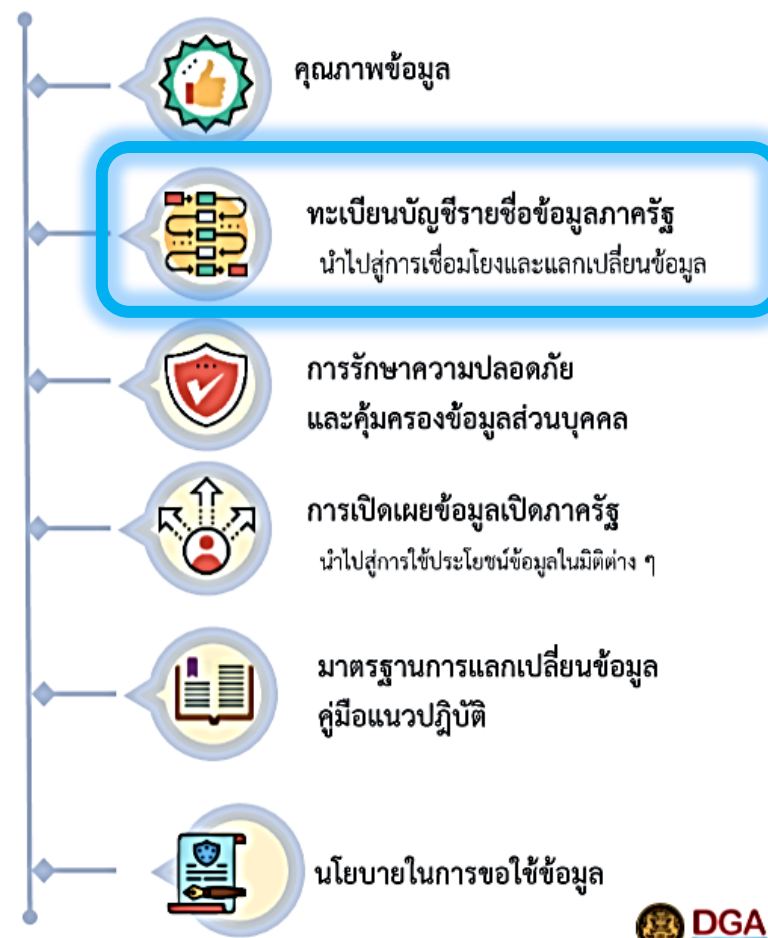 คุณภาพข้อมูล
ทะเบียนบัญชีรายชื่อข้อมูลภาครัฐ
นำไปสู่การเชื่อมโยงและแลกเปลี่ยนข้อมูล
การรักษาความปลอดภัย
และคุ้มครองข้อมูลส่วนบุคคล
การเปิดเผยข้อมูลเปิดภาครัฐ
นำไปสู่การใช้ประโยชน์ข้อมูลในมิติต่าง ๆ
มาตรฐานการแลกเปลี่ยนข้อมูล
คู่มือแนวปฎิบัติ
นโยบายในการขอใช้ข้อมูล
DGA